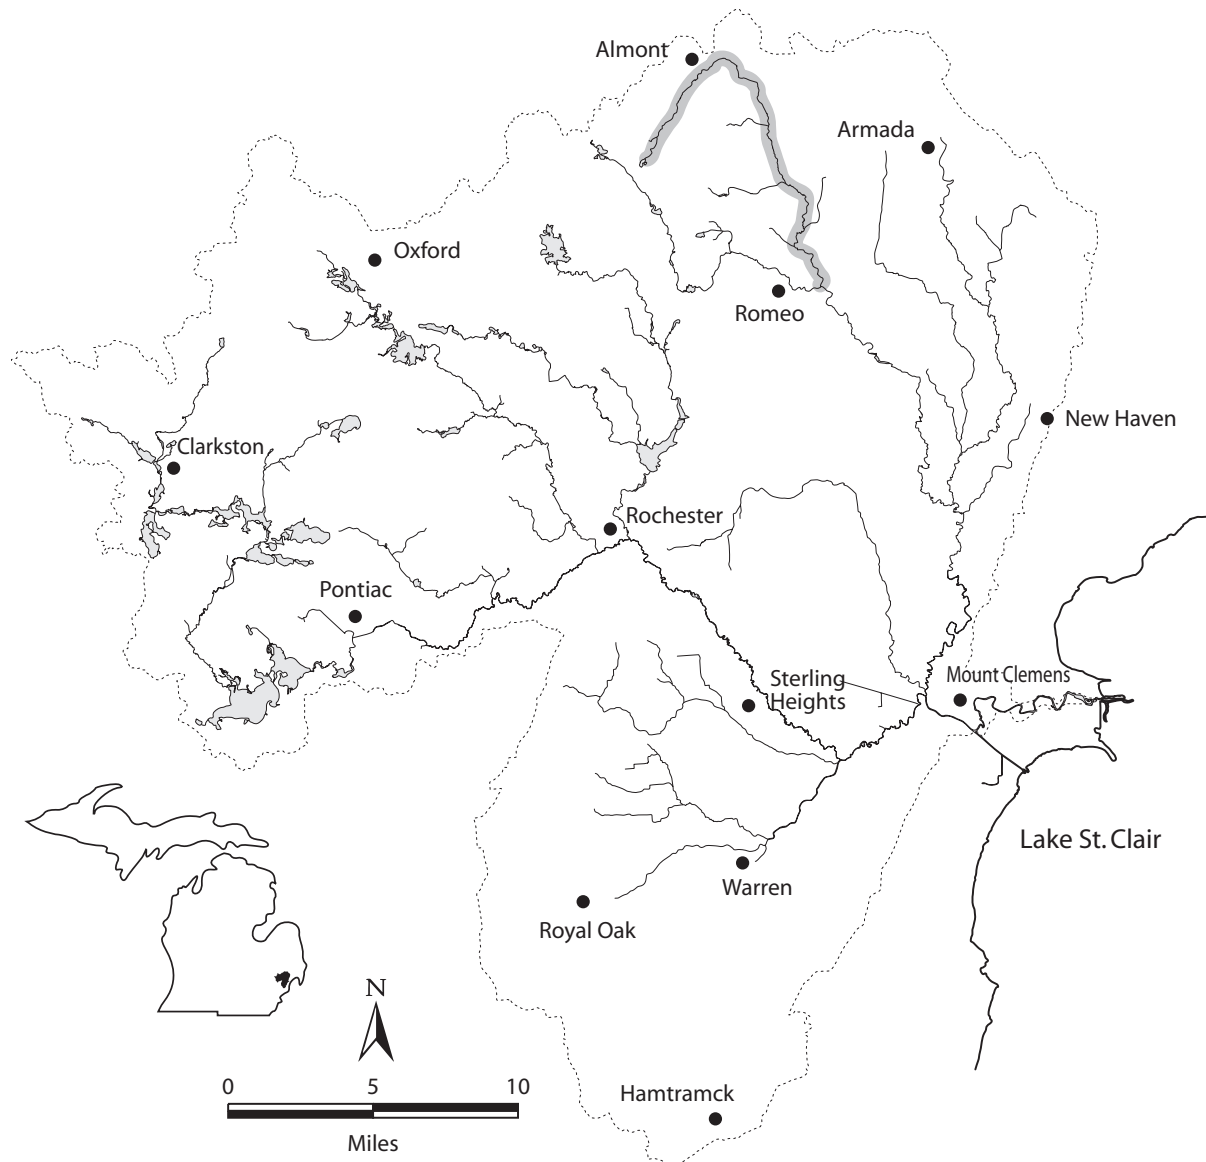 Almont
Armada
Oxford
Romeo
New Haven
Clarkston
Rochester
Pontiac
Sterling
Heights
Mount Clemens
Lake St. Clair
Warren
Royal Oak
N
0 5 10
Miles
Hamtramck